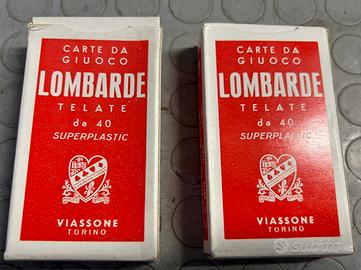 CARTE DA
GIUOCO
LOMBARDE
TELATE
da 40
SUPERPLASTIC
VIASSONE
TORINO
CARTE DA
GIUOCO
LOMBARDE
TELATE
da 40
SUPERPLASTIC
VIASSONE
TORINO
subito